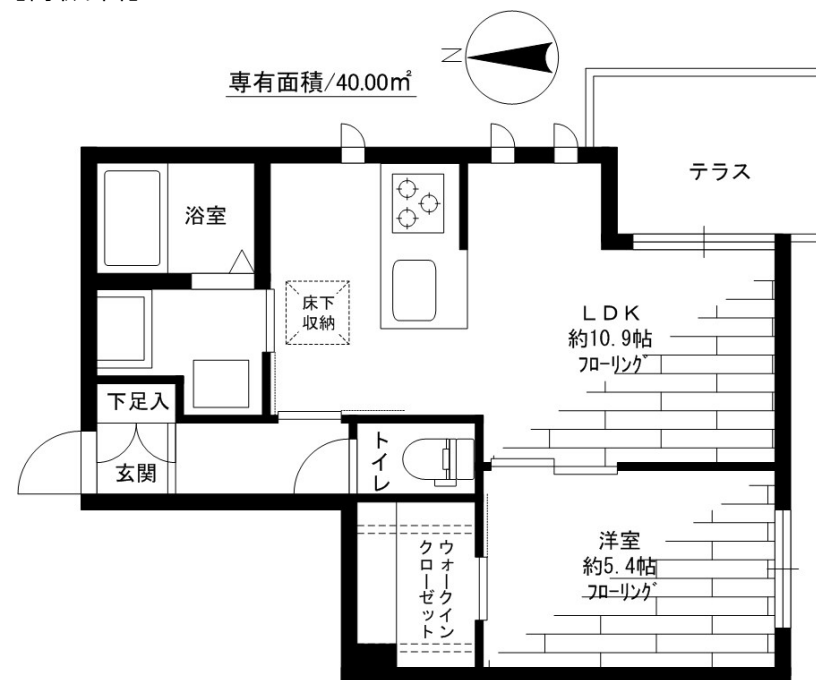 N
専有面積/40.00㎡
テラス
浴室
床下
収納
LDK
約10.9帖
フローリング
下足入
玄関
トイレ
洋室
約5.4帖
フローリング
ウォークイン
クローゼット